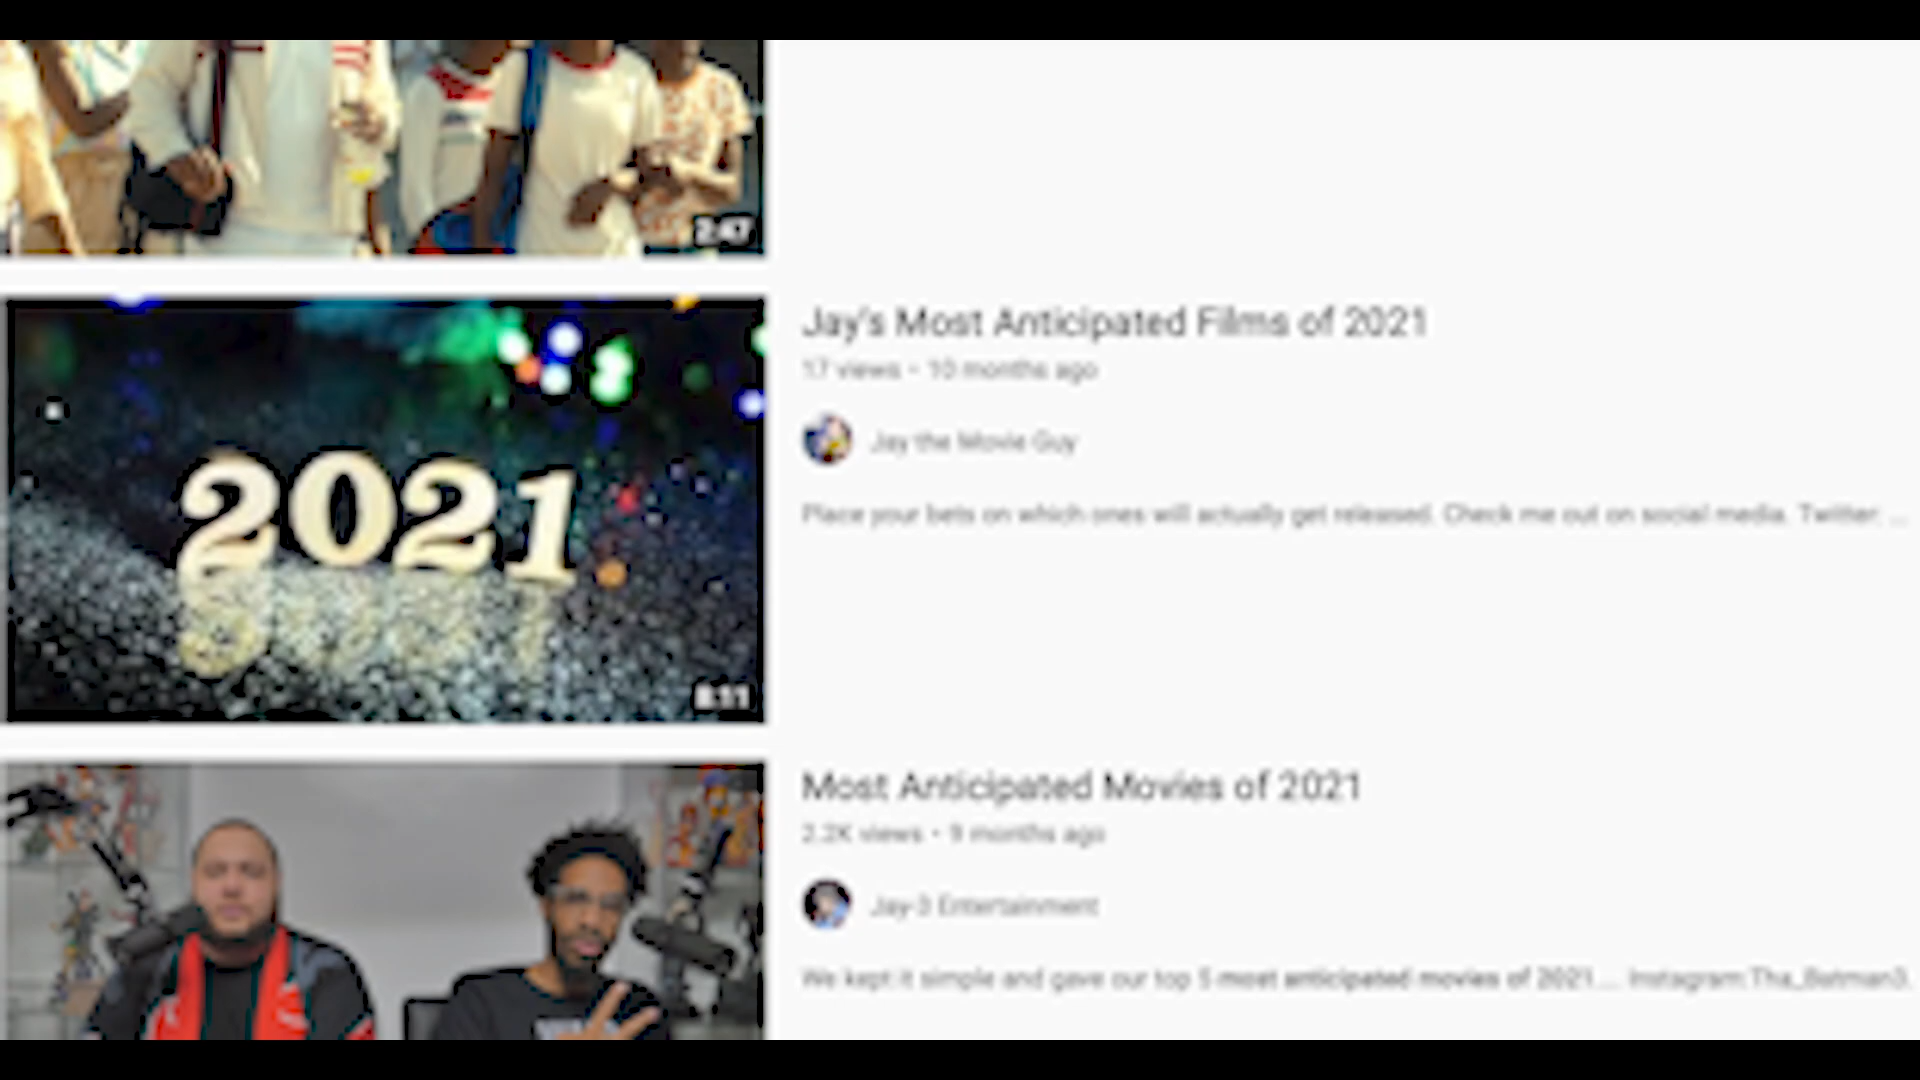 2:47
2021
8:11
Jay's Most Anticipated Films of 2021
17 views • 10 months ago
Jay the Movie Guy
Place your bets on which ones will actually get released. Check me out on social media. Twitter: ...
Most Anticipated Movies of 2021
2.2K views • 9 months ago
Jay-3 Entertainment
We kept it simple and gave our top 5 most anticipated movies of 2021.... Instagram:Tha_Batman3.